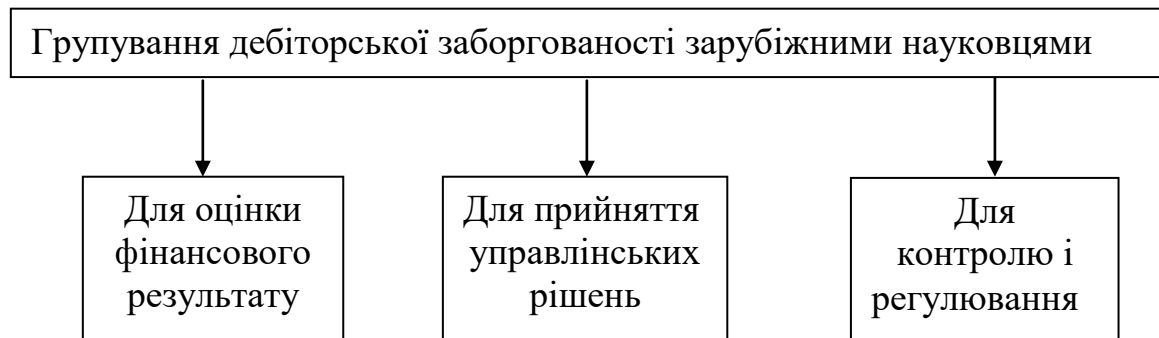 Групування дебіторської заборгованості зарубіжними науковцями
Для оцінки
фінансового
результату
Для прийняття
управлінських
рішень
Для
контролю і
регулювання